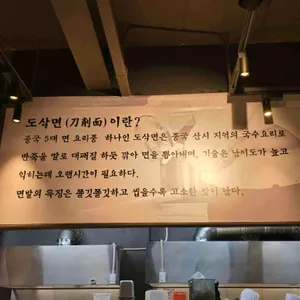 도삭면 (刀削面) 이란?
중국 5대 면 요리중 하나인 도삭면은 중국 산시 지역의 국수요리로
반죽을 칼로 대패질 하듯 깎아 면을 뽑아내며, 기술은 난이도가 높고
익히는데 오랜시간이 필요하다.
면발의 특징은 쫄깃쫄깃하고 씹을수록 고소한 맛이 난다.